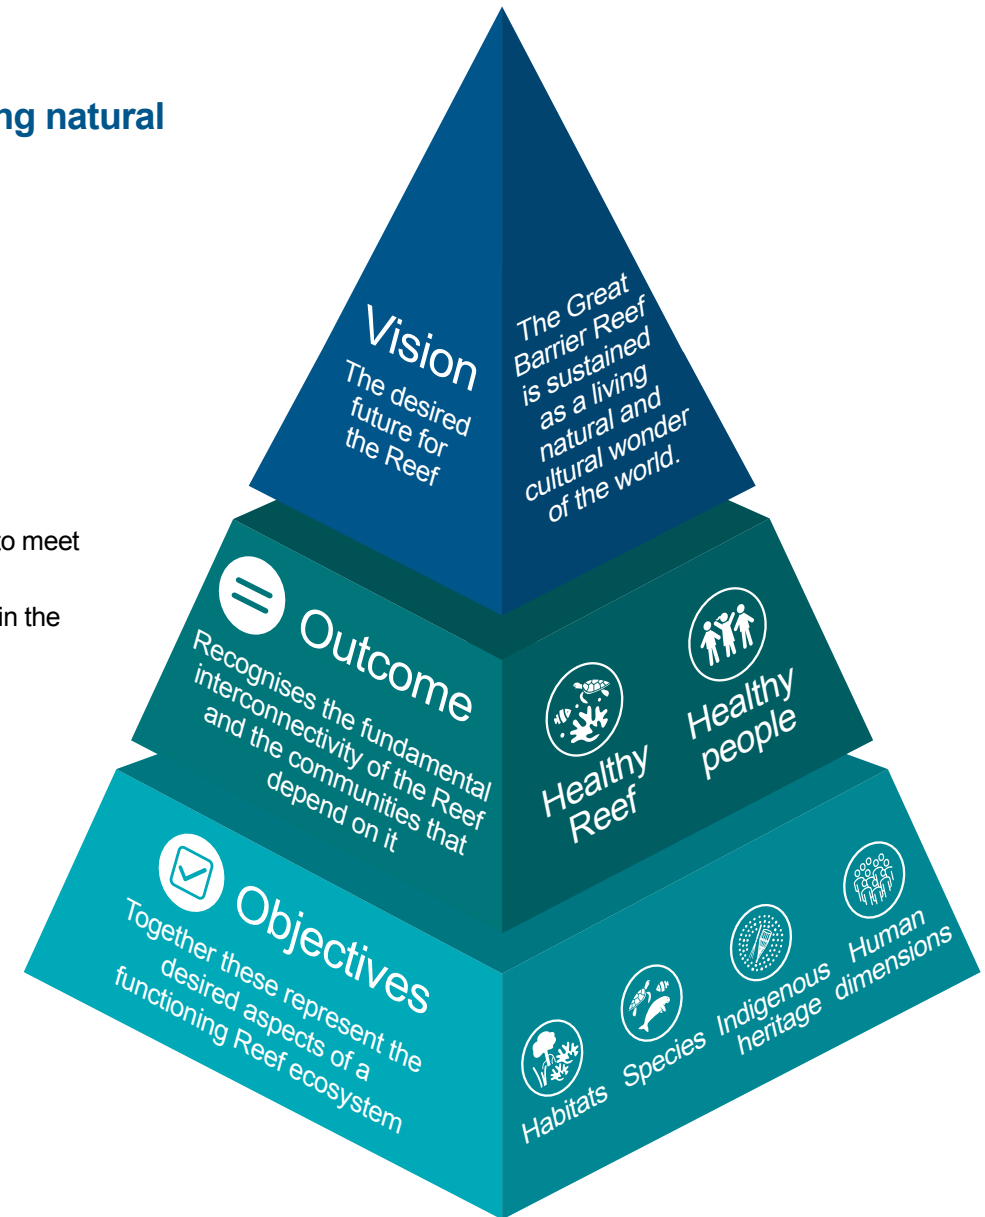 ng natural
to meet
in the
Vision
The desired
future for
the Reef
The Great
Barrier Reef
is sustained
as a living
natural and
cultural wonder
of the world.
Outcome
Recognises the fundamental
interconnectivity of the Reef
and the communities that
depend on it
Healthy
Reef
Healthy
people
Objectives
Together these represent the
desired aspects of a
functioning Reef ecosystem
Habitats
Species
Indigenous
heritage
Human
dimensions